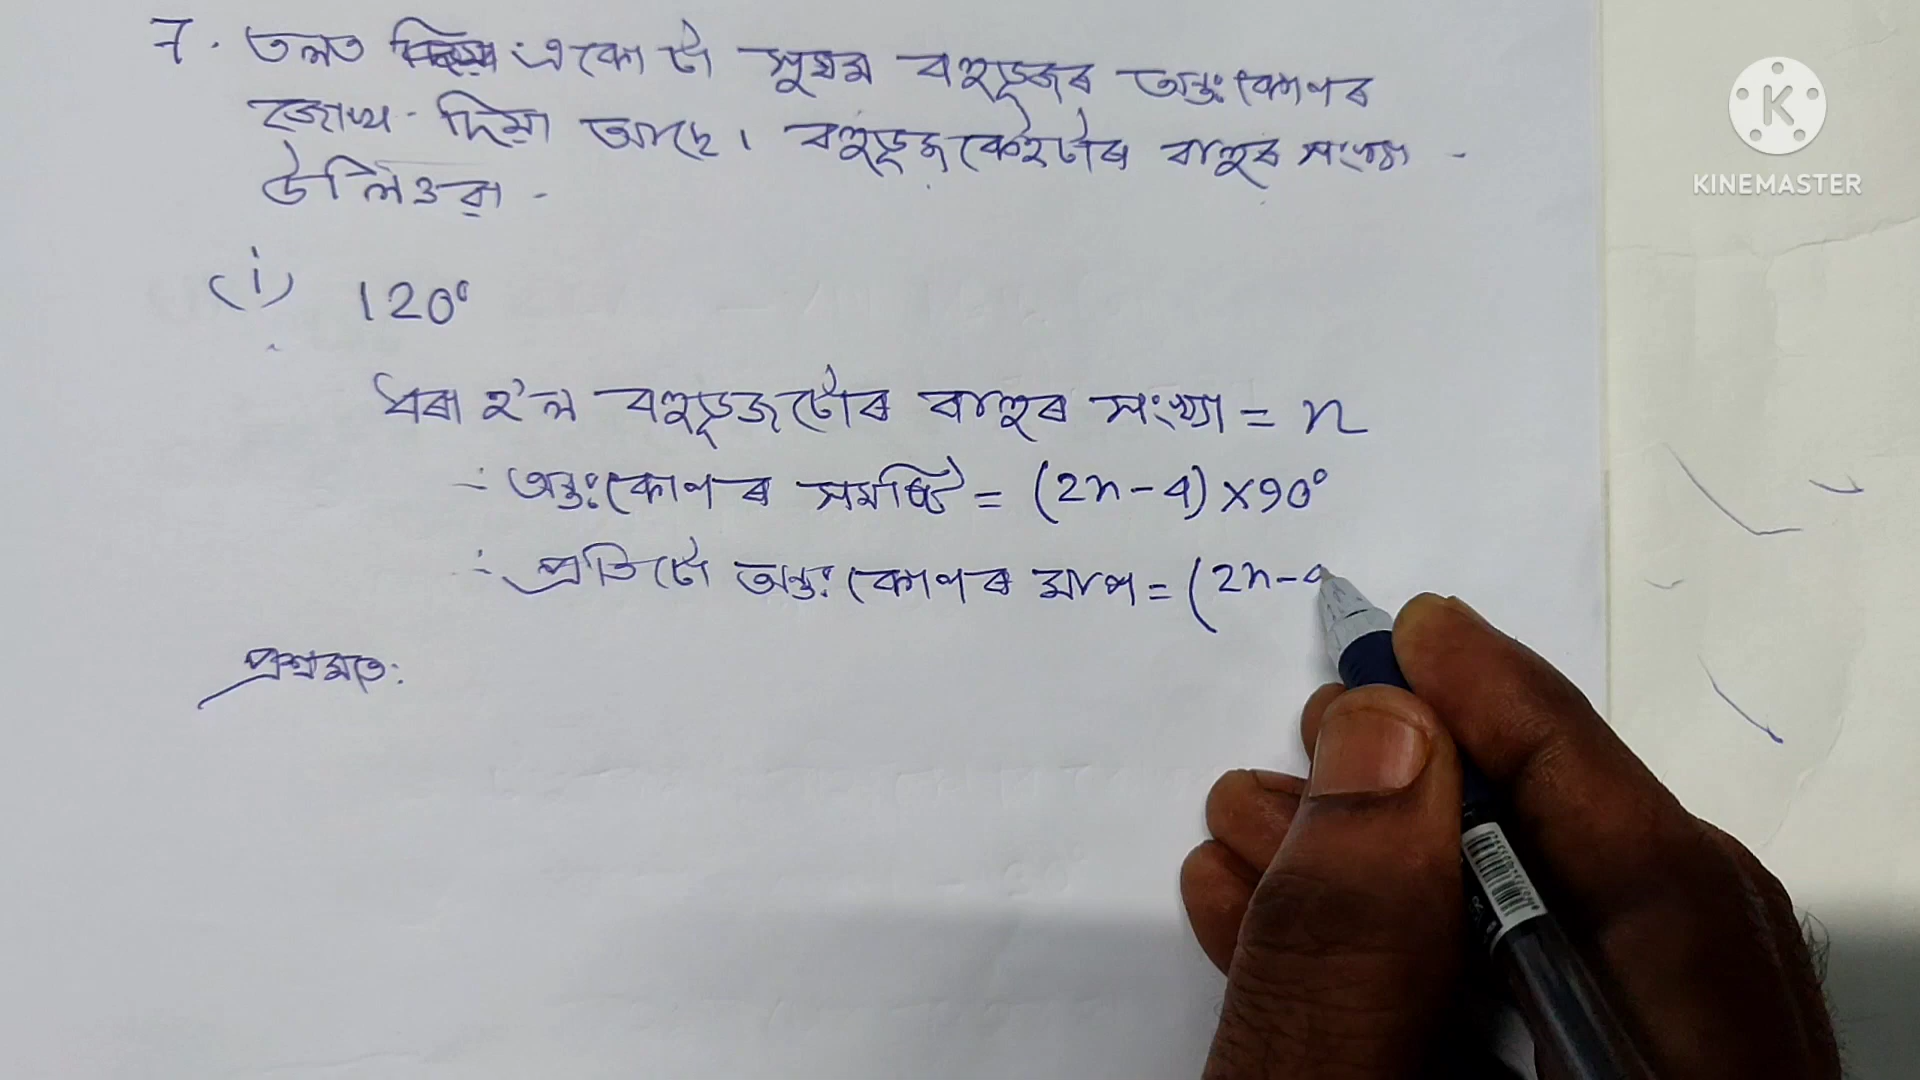 7. তলত একোটা সুষম বহুভূজৰ অন্তঃকোণৰ
জোখ দিয়া আছে। বহুভূজকেইটাৰ বাহুৰ সংখ্যা -
উলিওৱা -
(i) 120°
ধৰা হ'ল বহুভূজটোৰ বাহুৰ সংখ্যা = n
∴ অন্তঃকোণৰ সমষ্টি = (2n-4)×90°
∴ প্ৰতিটো অন্তঃকোণৰ মাপ = (2n-4
প্ৰশ্নমতে:
KINEMASTER